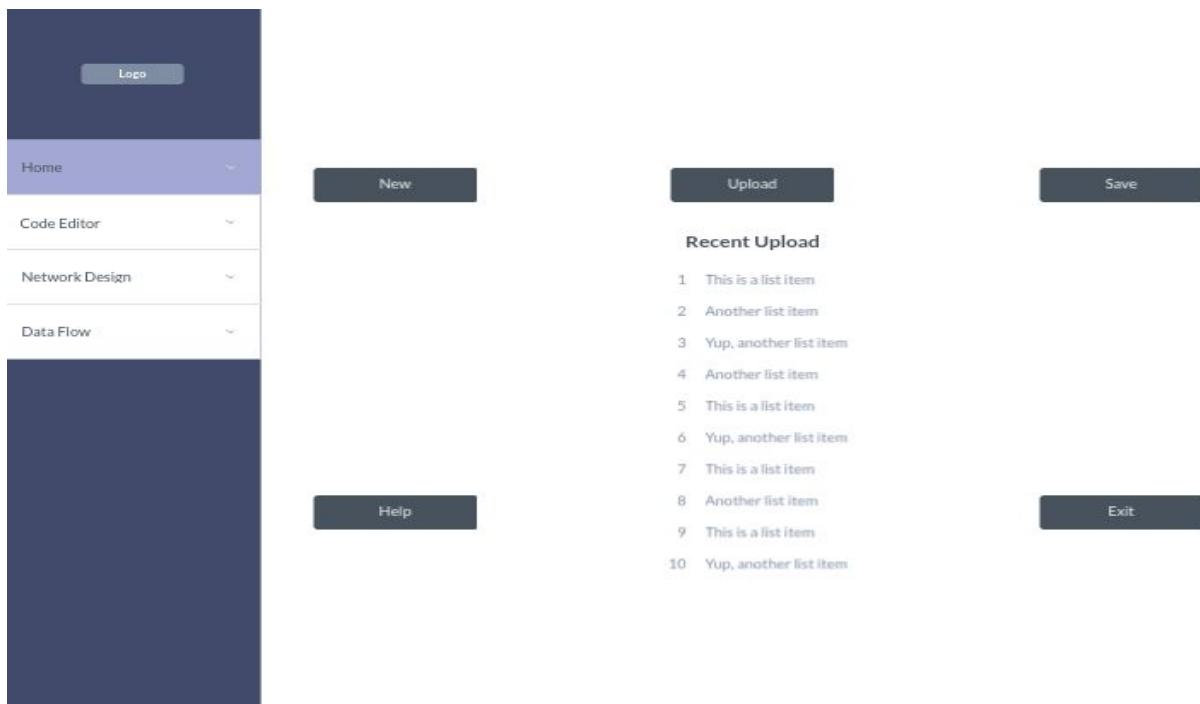 Logo
Home
Code Editor
Network Design
Data Flow
New
Upload
Save
Recent Upload
1 This is a list item
2 Another list item
3 Yup, another list item
4 Another list item
5 This is a list item
6 Yup, another list item
7 This is a list item
8 Another list item
9 This is a list item
10 Yup, another list item
Help
Exit